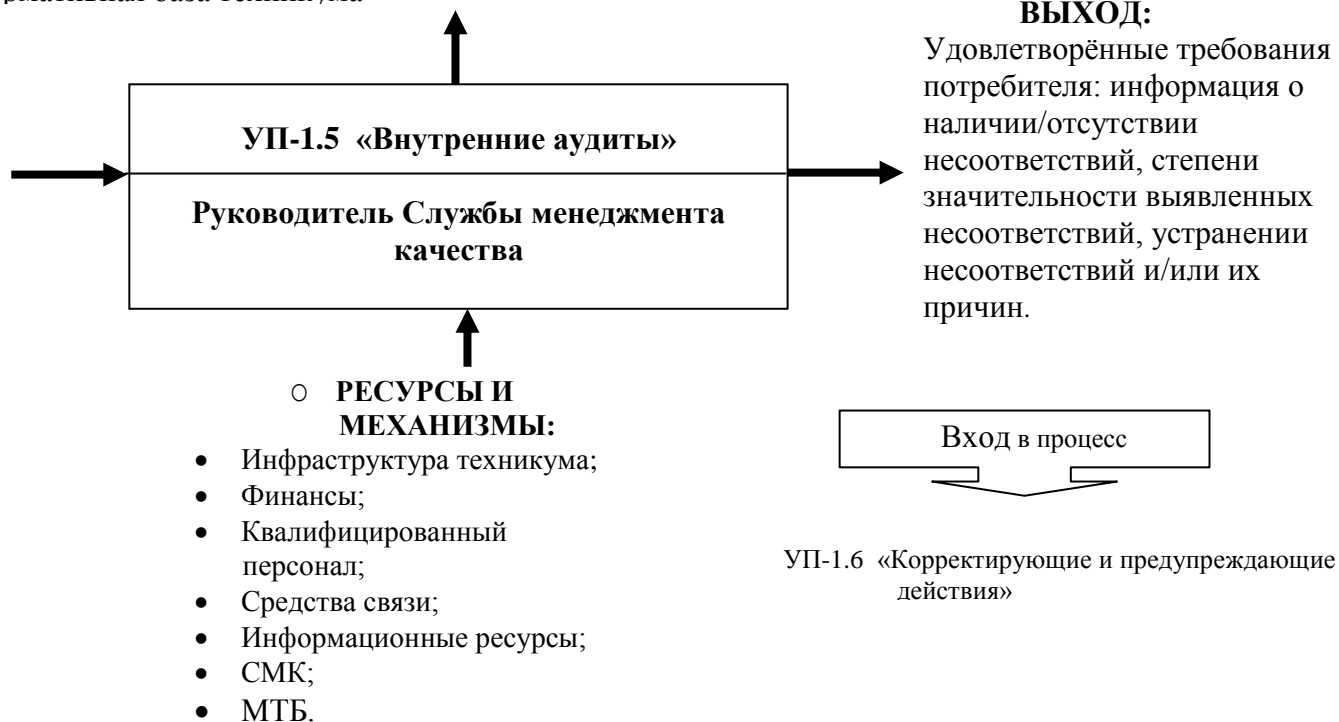 ВЫХОД:
Удовлетворённые требования
потребителя: информация о
наличии/отсутствии
несоответствий, степени
значительности выявленных
несоответствий, устранении
несоответствий и/или их
причин.
УП-1.5 «Внутренние аудиты»
Руководитель Службы менеджмента
качества
○ РЕСУРСЫ И
МЕХАНИЗМЫ:
• Инфраструктура техникума;
• Финансы;
• Квалифицированный
персонал;
• Средства связи;
• Информационные ресурсы;
• СМК;
• МТБ.
Вход в процесс
УП-1.6 «Корректирующие и предупреждающие
действия»